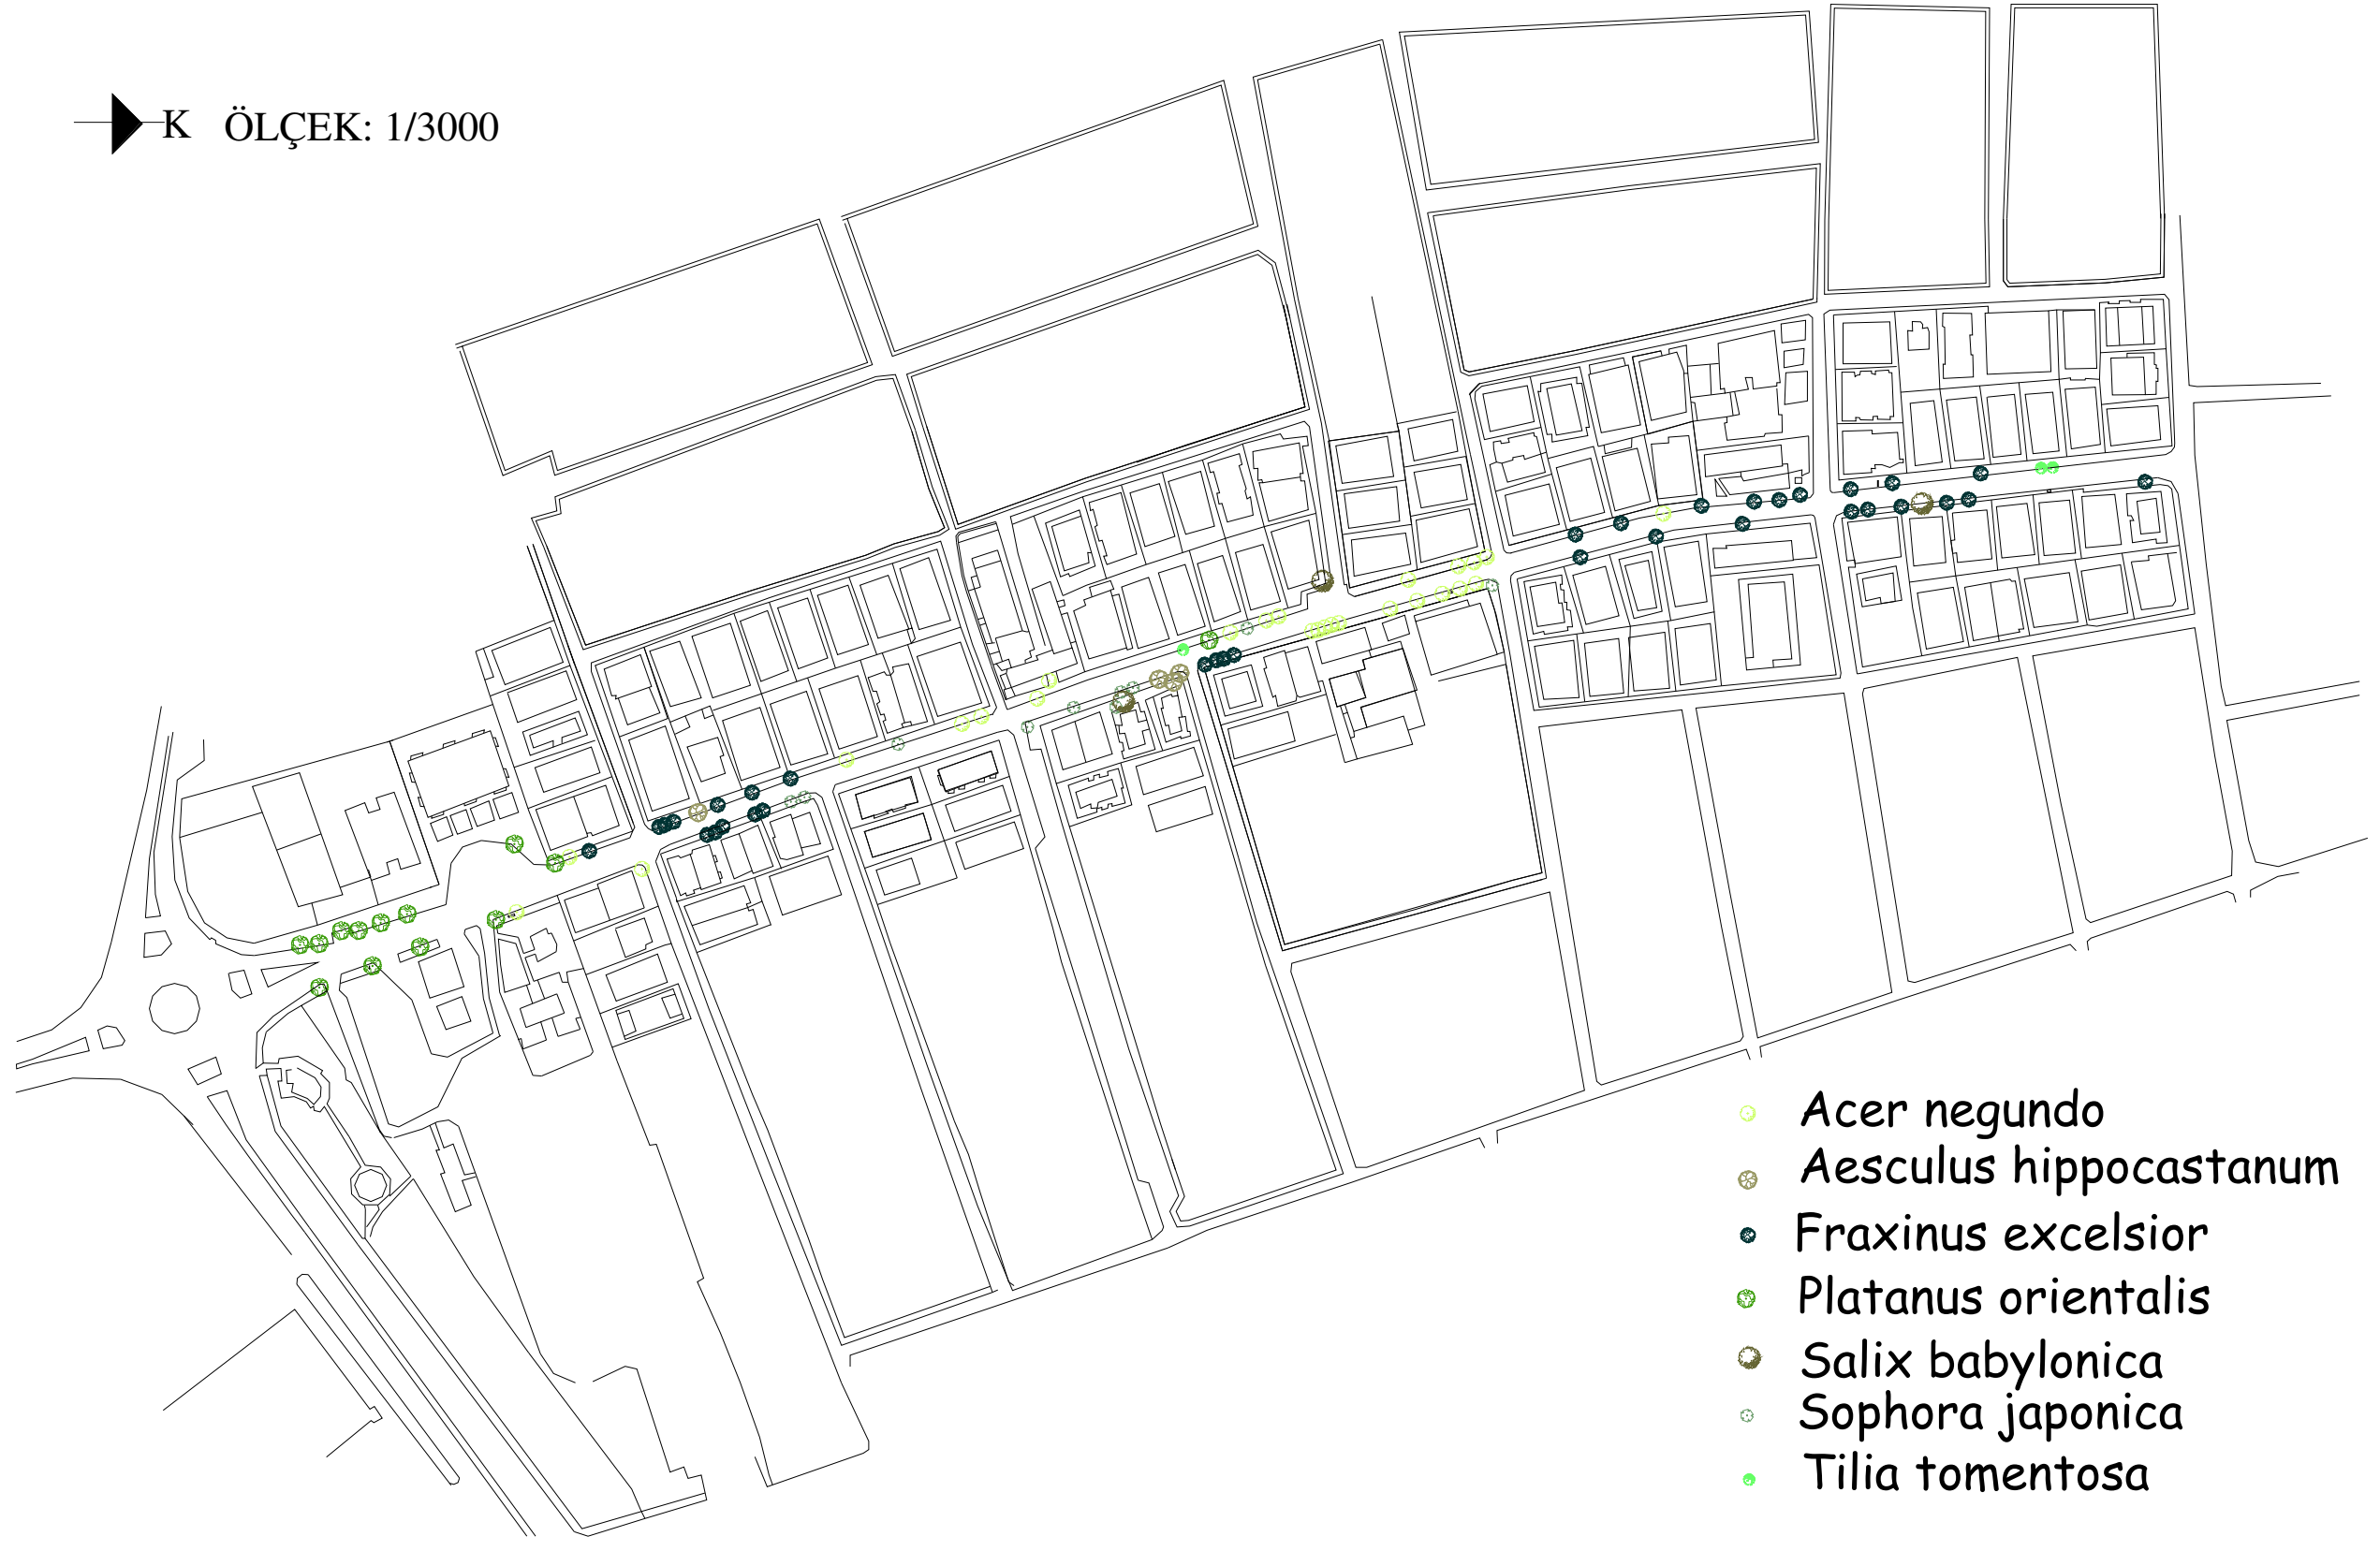 K ÖLÇEK: 1/3000
Acer negundo
Aesculus hippocastanum
Fraxinus excelsior
Platanus orientalis
Salix babylonica
Sophora japonica
Tilia tomentosa